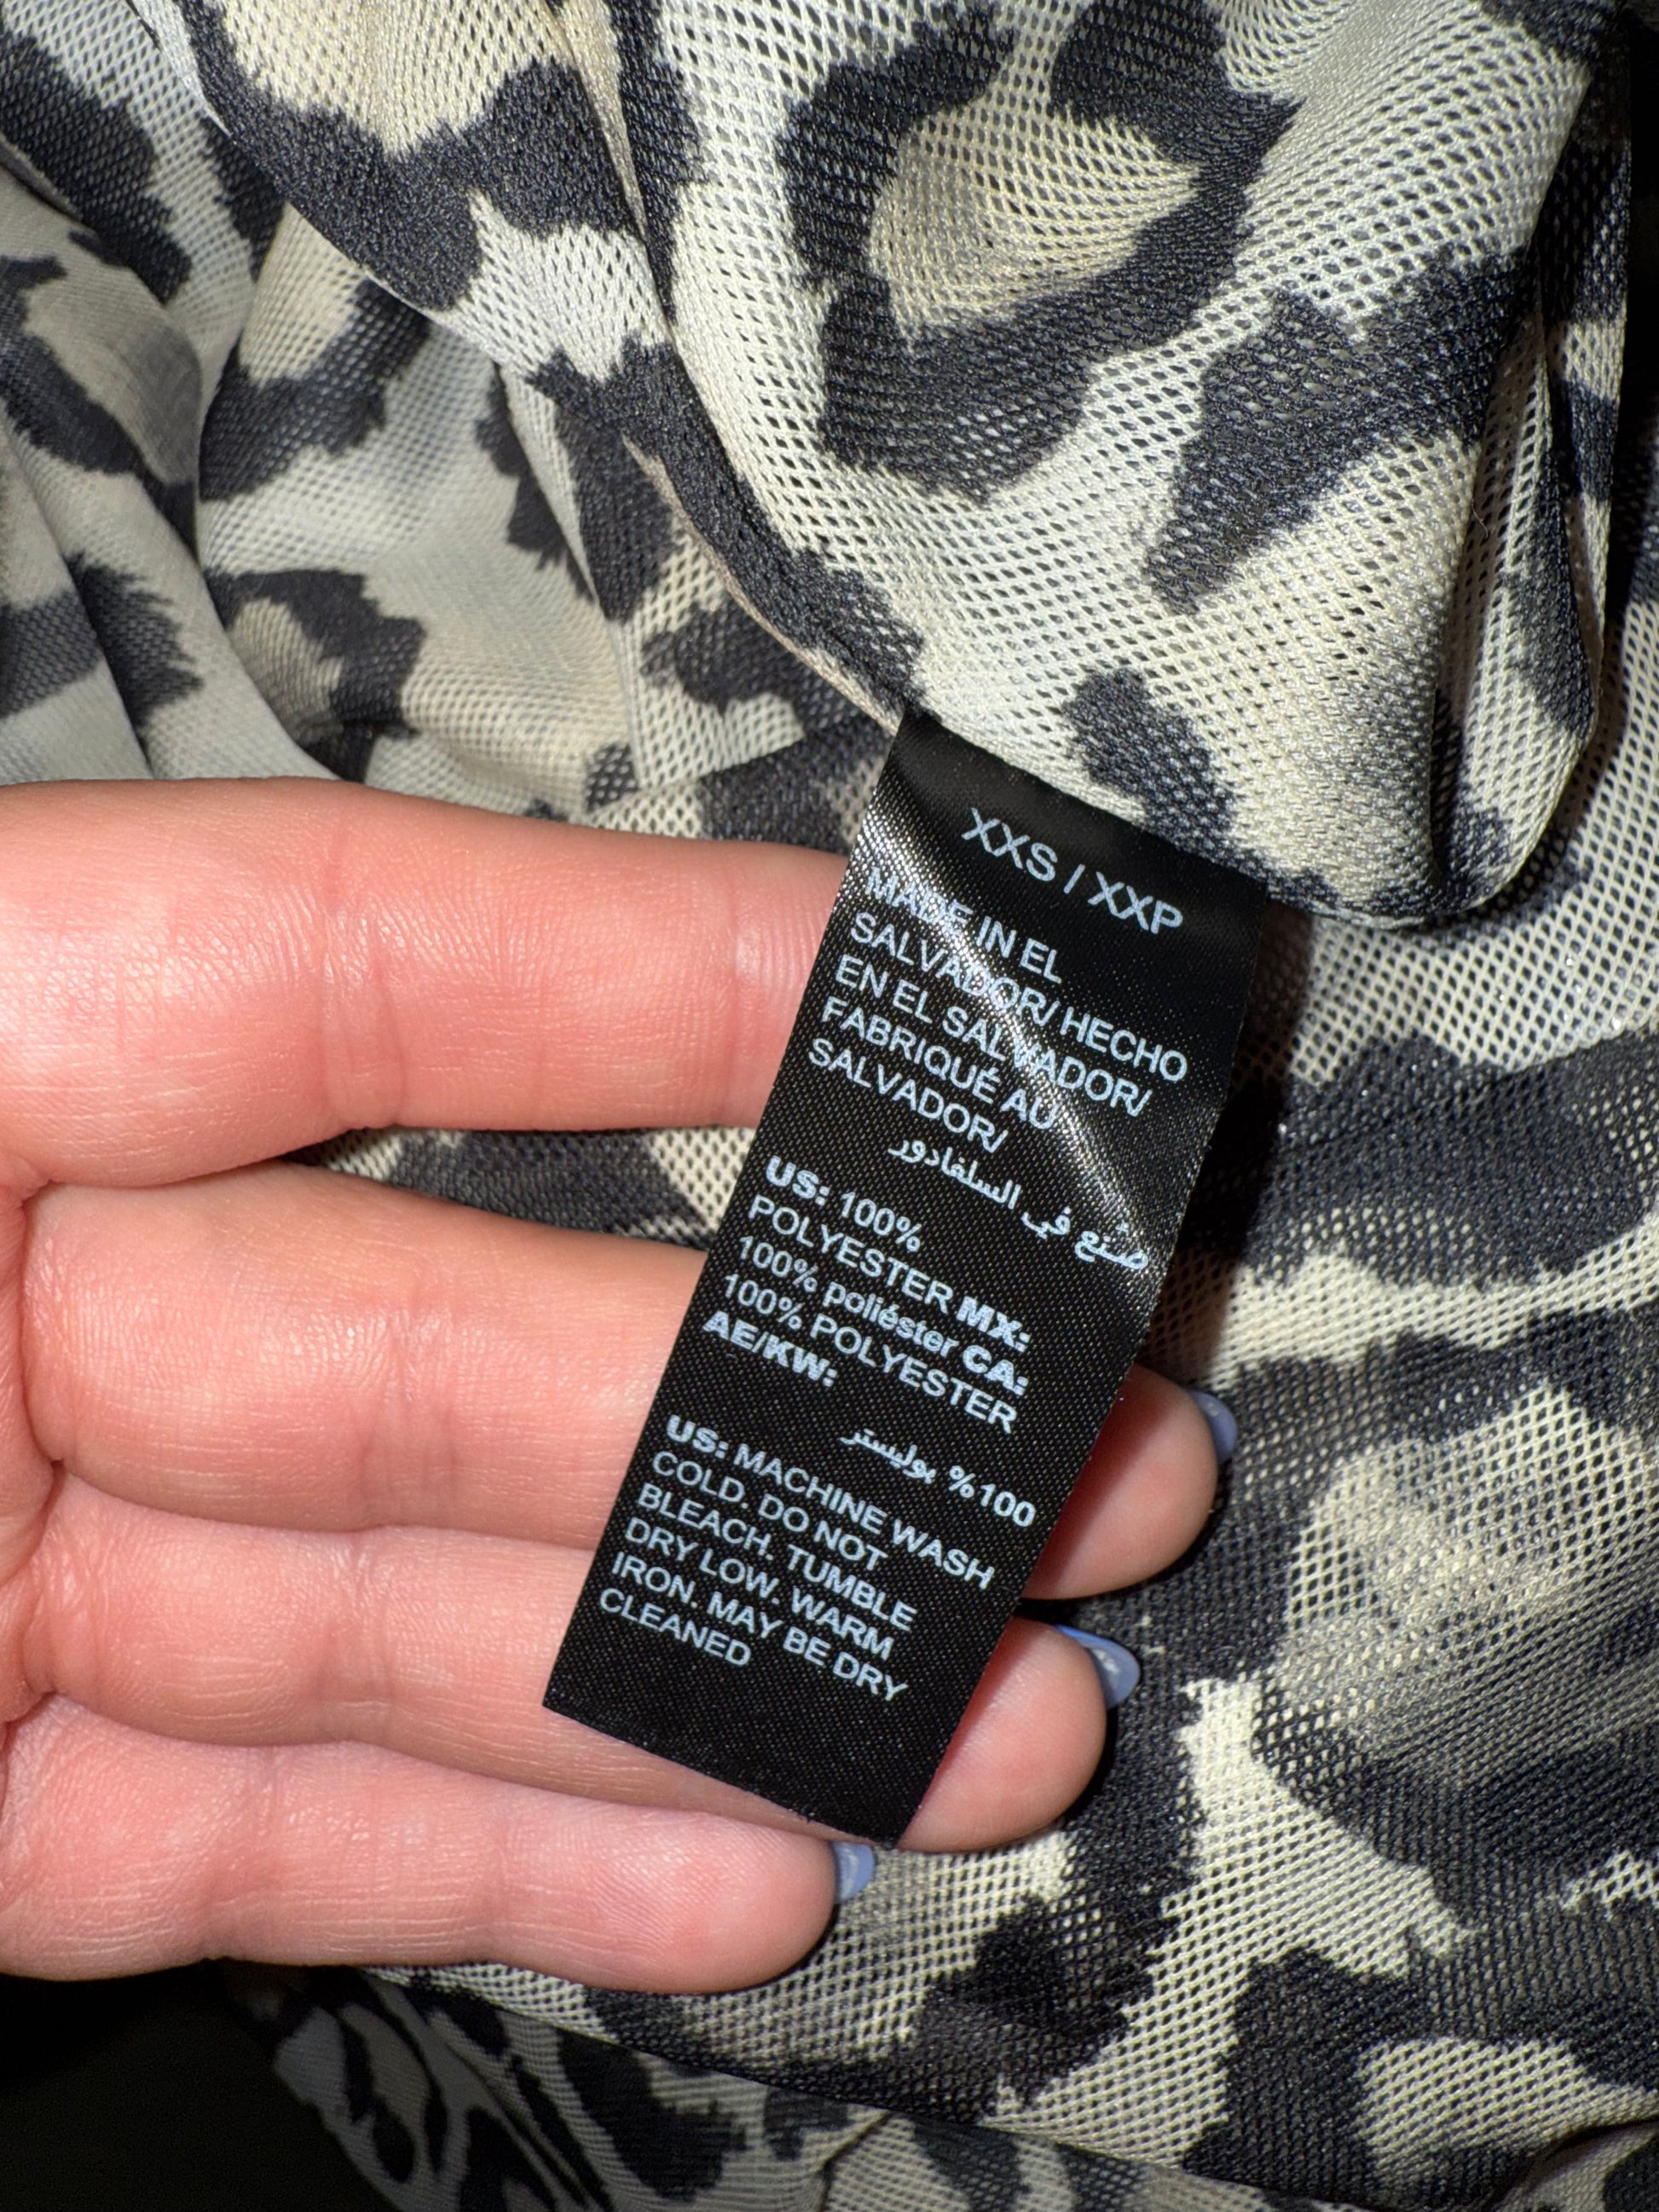 XXS / XXP
MADE IN EL
SALVADOR/ HECHO
EN EL SALVADOR/
FABRIQUÉ AU
SALVADOR/
صُنع في السلفادور
US: 100%
POLYESTER MX:
100% poliéster CA:
100% POLYESTER
AE/KW:
100% بوليستر
US: MACHINE WASH
COLD. DO NOT
BLEACH. TUMBLE
DRY LOW. WARM
IRON. MAY BE DRY
CLEANED